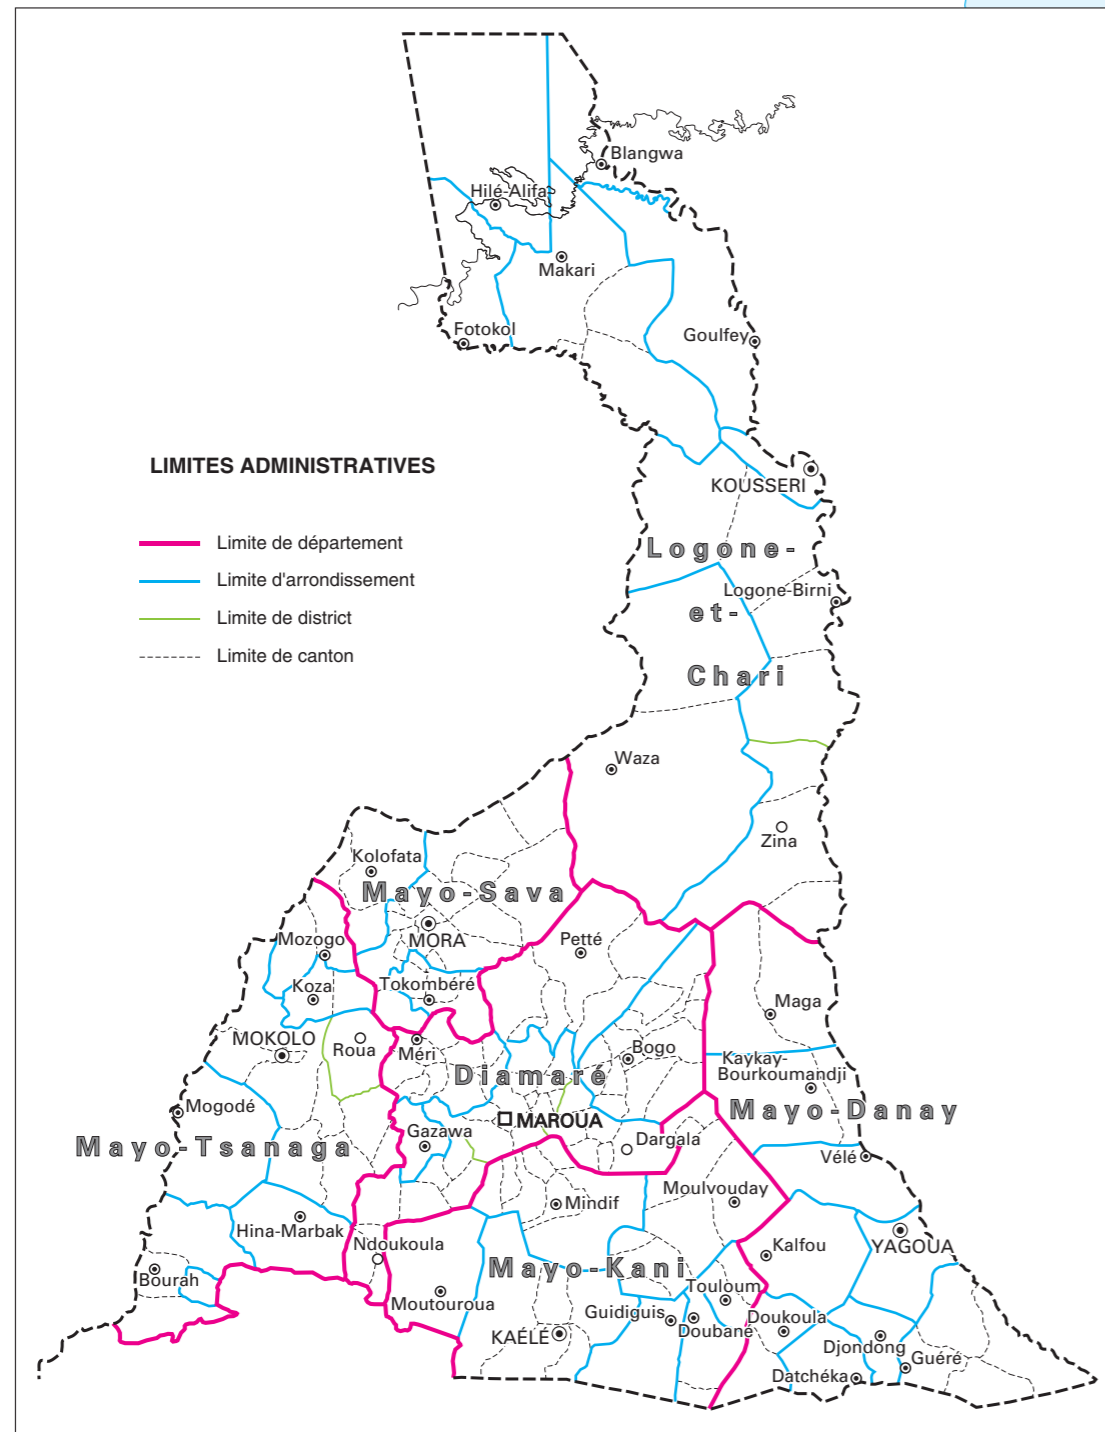 Blangwa
Hilé-Alifa
Makari
Fotokol
Goulfey
LIMITES ADMINISTRATIVES
KOUSSERI
Limite de département
Logone-
Limite d'arrondissement
Logone-Birni
et-
Limite de district
Limite de canton
Chari
Waza
Zina
Kolofata
Mayo-Sava
MORA
Mozogo
Petté
Koza
Tokombéré
Maga
MOKOLO
Roua
Méri
Bogo
Kaykay-
Bourkoumandji
Diamaré
Mogodé
MAROUA
Mayo-Danay
Mayo-Tsanaga
Gazawa
Dargala
Vélé
Moulvouday
Mindif
Hina-Marbak
Ndoukoula
Kalfou
YAGOUA
Bourah
Mayo-Kani
Moutouroua
Touloum
Guidiguis
Doubane
Doukoula
KAÉLÉ
Djondong
Guéré
Datchéka